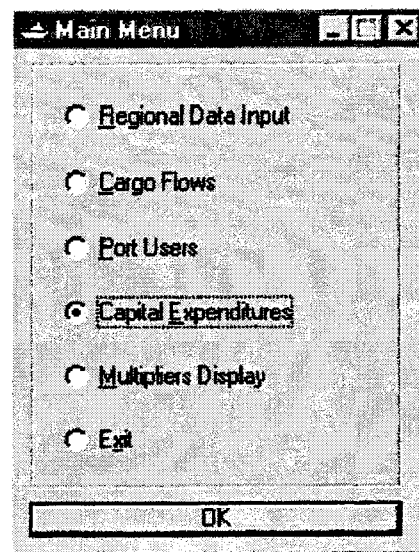 Main Menu
Regional Data Input
Cargo Flows
Port Users
Capital Expenditures
Multipliers Display
Exit
OK